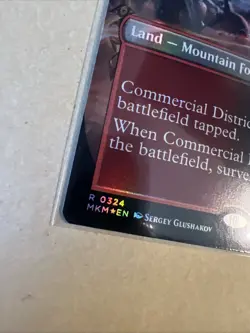 Land — Mountain Fo
Commercial Distric
battlefield tapped.
When Commercial
the battlefield, surve
R 0324
MKM★EN SERGEY GLUSHAKOV